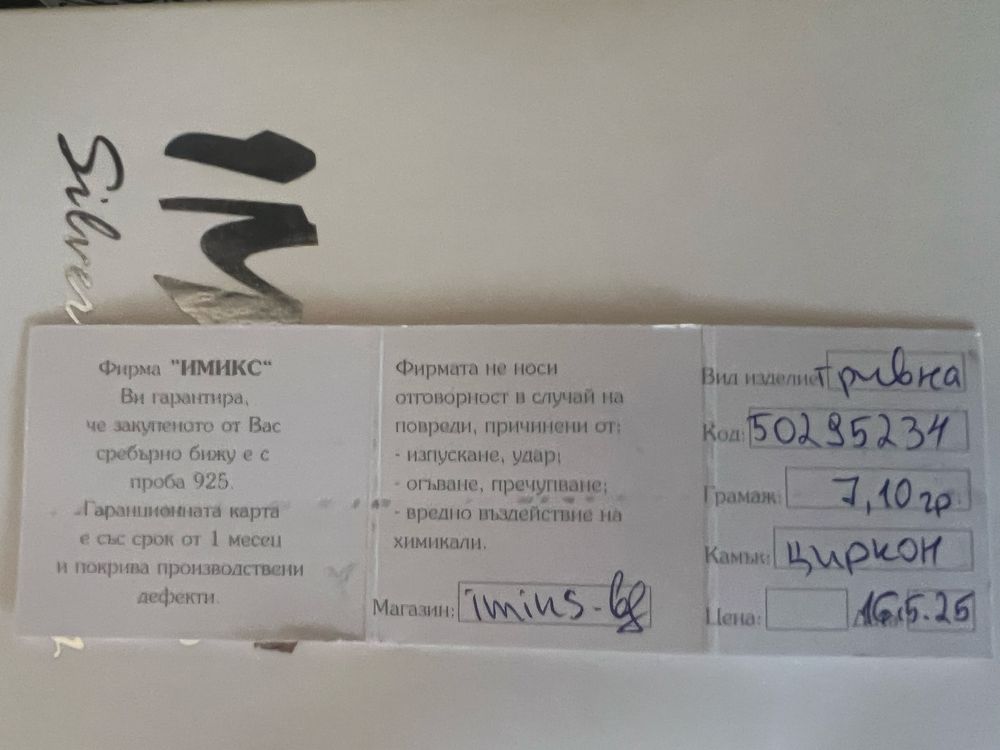 Silver
IM
Фирма "ИМИКС"
Ви гарантира,
че закупеното от Вас
сребърно бижу е с
проба 925.
Гаранционната карта
е със срок от 1 месец
и покрива производствени
дефекти.
Фирмата не носи
отговорност в случай на
повреди, причинени от:
- изпускане, удар;
- огъване, пречупване;
- вредно въздействие на
химикали.
Магазин: imiks-bg
Вид изделие: Гривна
Код: 50295234
Грамаж: 7,10 гр.
Камък: циркон
Цена: 16.5.25